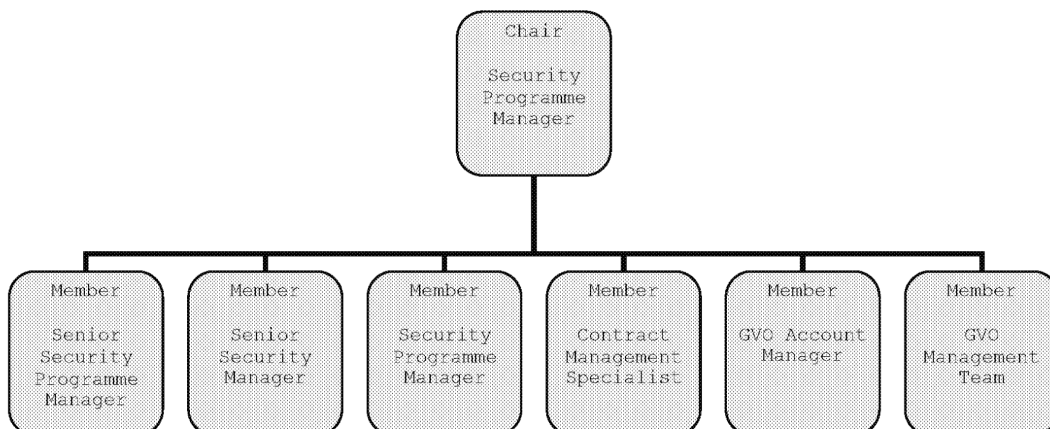 Chair
Security
Programme
Manager
Member
Senior
Security
Programme
Manager
Member
Senior
Security
Manager
Member
Security
Programme
Manager
Member
Contract
Management
Specialist
Member
GVO Account
Manager
Member
GVO
Management
Team